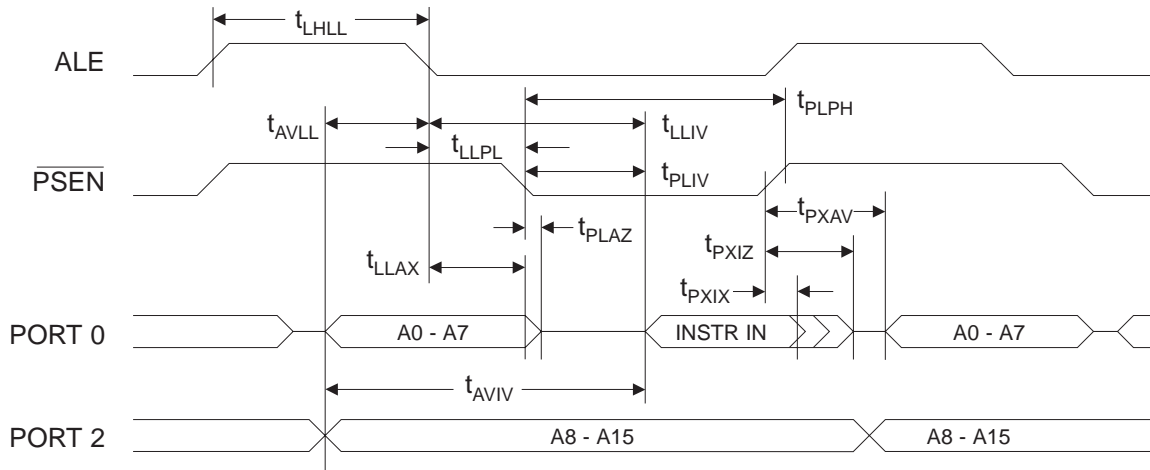 tLHLL
ALE
tPLPH
tAVLL
tLLIV
tLLPL
PSEN
tPLIV
tPXAV
tPLAZ
tPXIZ
tLLAX
tPXIX
PORT 0
A0 - A7
INSTR IN
A0 - A7
tAVIV
PORT 2
A8 - A15
A8 - A15